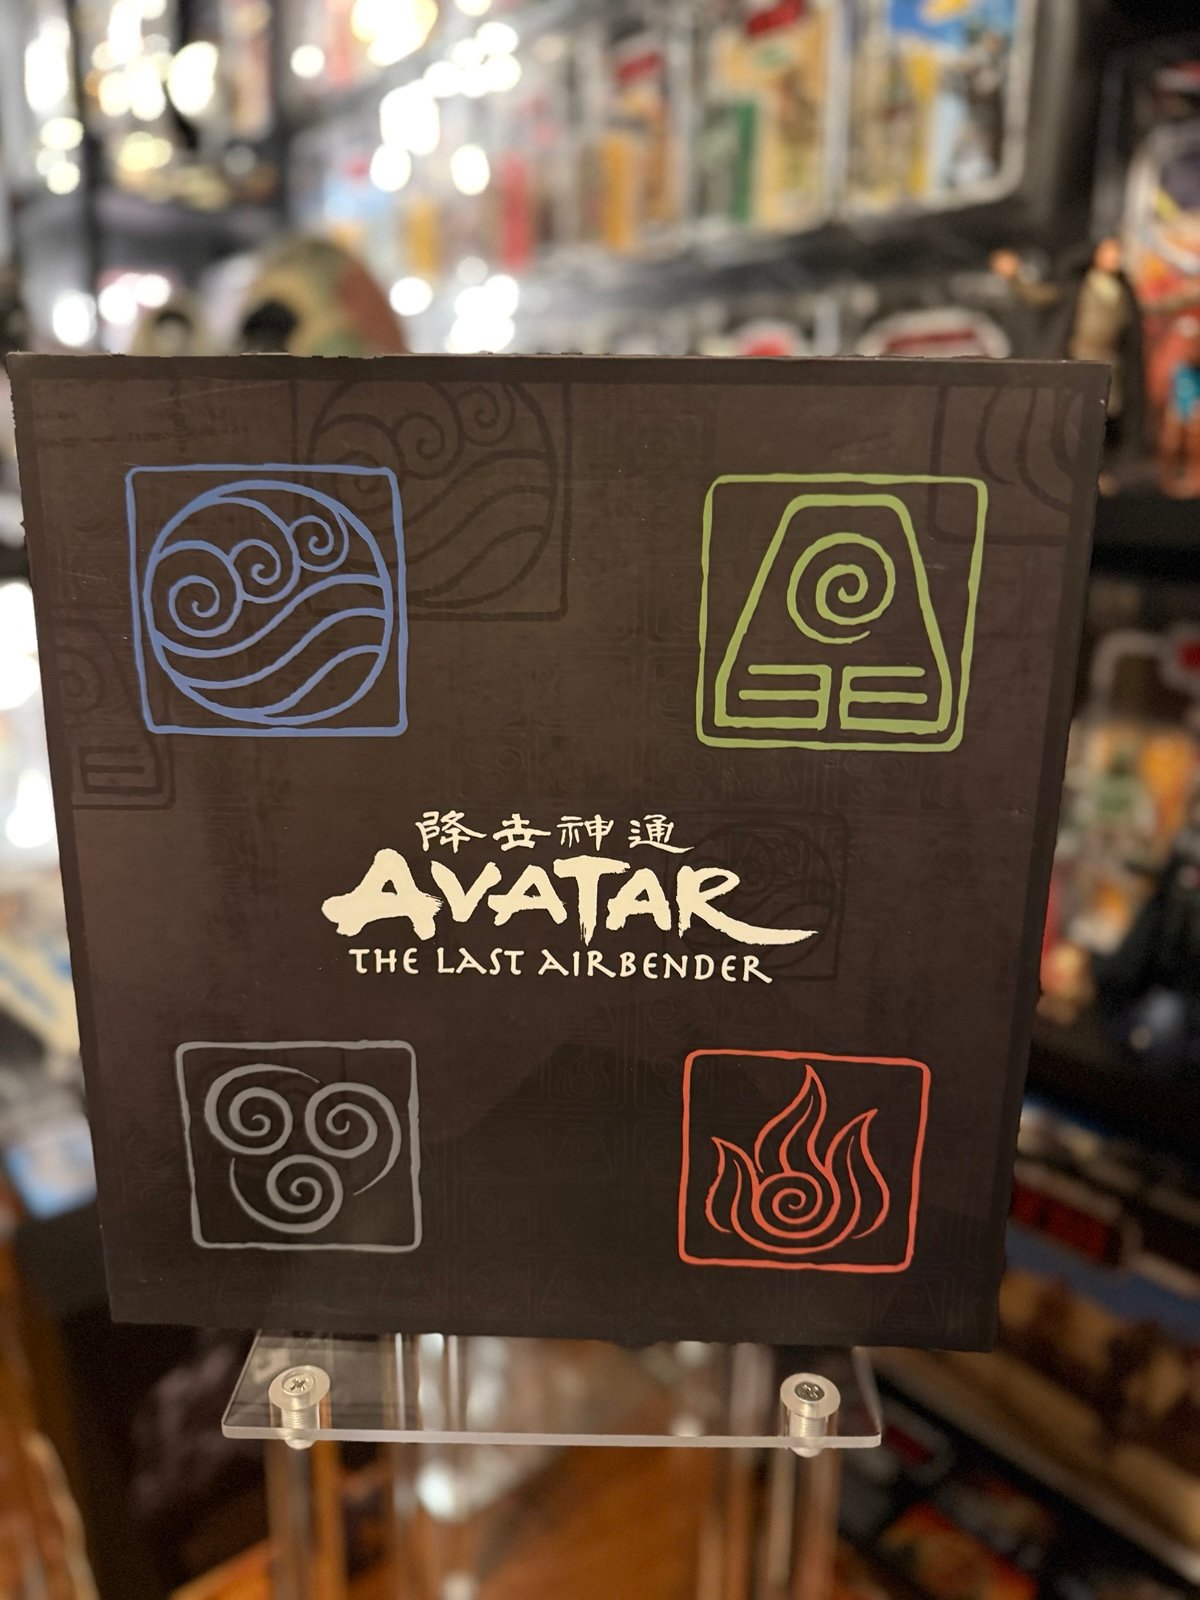 降世神通
AVATAR
THE LAST AIRBENDER